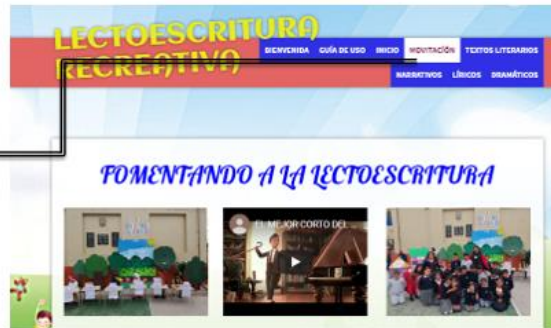 LECTOESCRITURA
RECREATIVA
BIENVENIDA GUÍA DE USO INICIO MOVITACIÓN TEXTOS LITERARIOS
NARRATIVOS LÍRICOS DRAMÁTICOS
FOMENTANDO A LA LECTOESCRITURA
EL MEJOR CORTO DEL